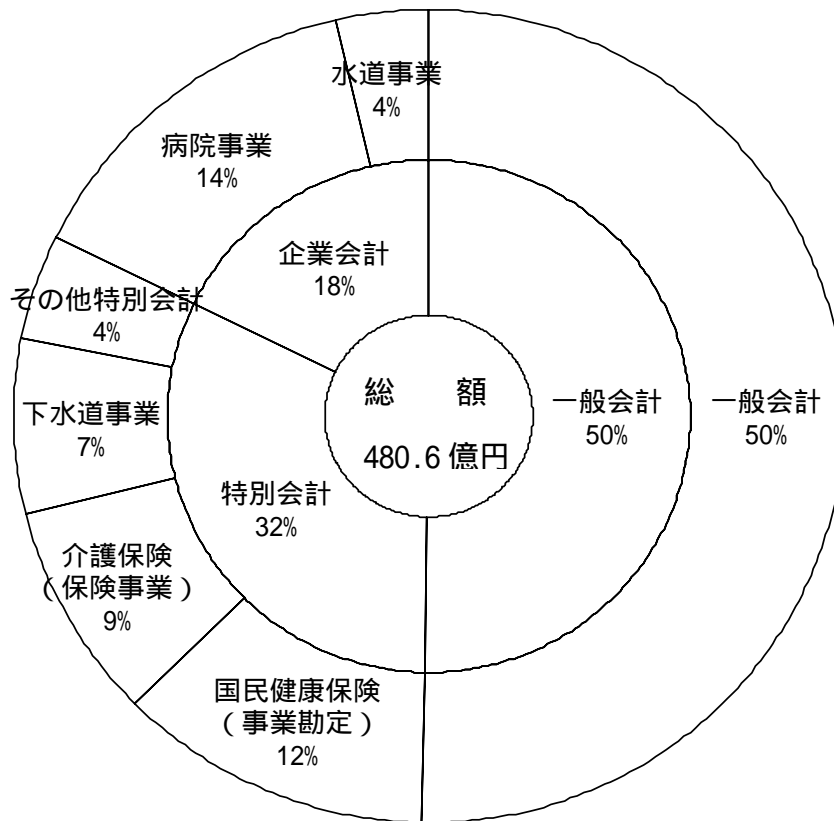 水道事業
4%
病院事業
14%
企業会計
18%
その他特別会計
4%
総 額
480.6億円
一般会計
50%
一般会計
50%
下水道事業
7%
特別会計
32%
介護保険
（保険事業）
9%
国民健康保険
（事業勘定）
12%